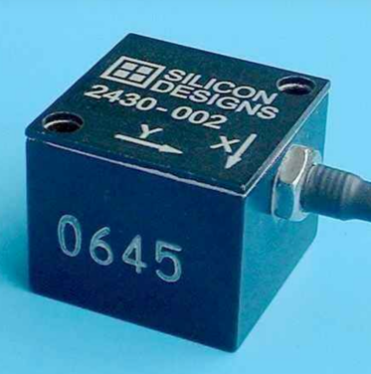 SILICON
DESIGNS
2430-002
Y X
0645